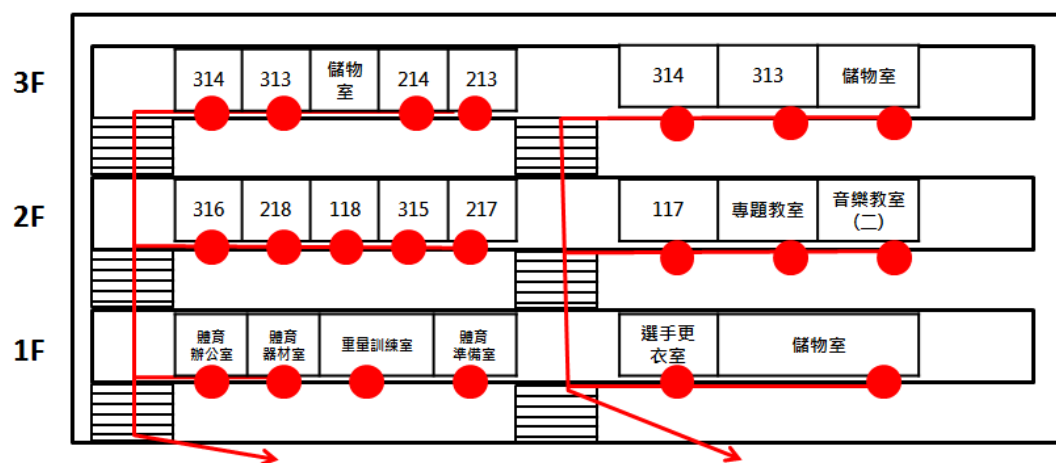 3F
314
313
儲物
室
214
213
314
313
儲物室
2F
316
218
118
315
217
117
專題教室
音樂教室
(二)
1F
體育
辦公室
體育
器材室
重量訓練室
體育
準備室
選手更
衣室
儲物室